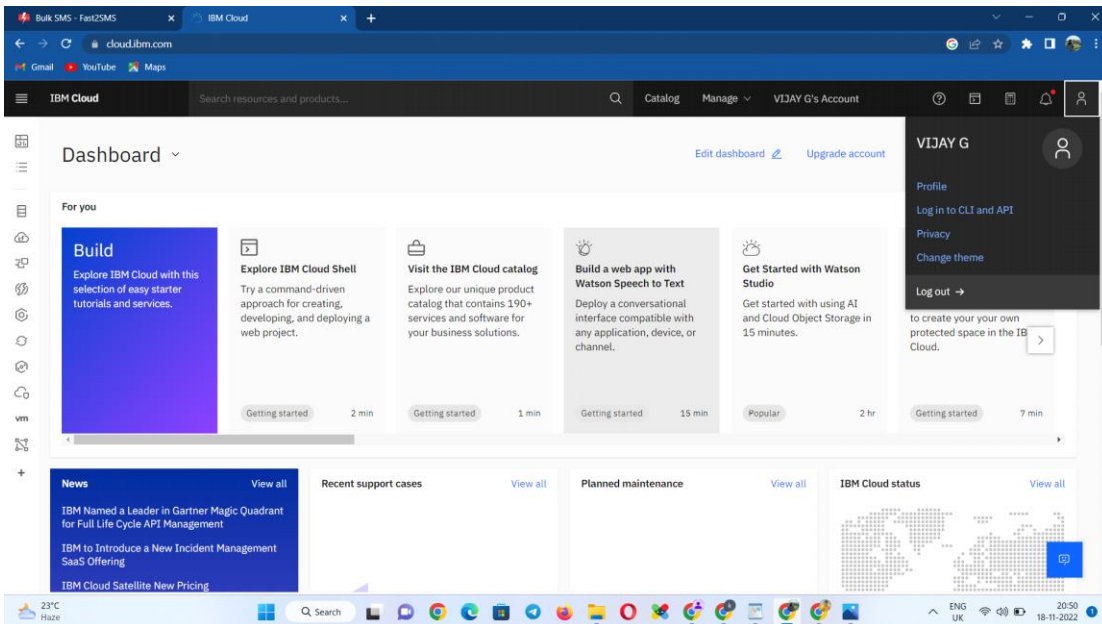 Bulk SMS - Fast2SMS
IBM Cloud
cloud.ibm.com
Gmail
YouTube
Maps
IBM Cloud
Search resources and products...
Catalog
Manage
VIJAY G's Account
VIJAY G
Profile
Log in to CLI and API
Privacy
Change theme
Log out →
Dashboard
Edit dashboard
Upgrade account
For you
Build
Explore IBM Cloud with this
selection of easy starter
tutorials and services.
Explore IBM Cloud Shell
Try a command-driven
approach for creating,
developing, and deploying a
web project.
Getting started
2 min
Visit the IBM Cloud catalog
Explore our unique product
catalog that contains 190+
services and software for
your business solutions.
Getting started
1 min
Build a web app with
Watson Speech to Text
Deploy a conversational
interface compatible with
any application, device, or
channel.
Getting started
15 min
Get Started with Watson
Studio
Get started with using AI
and Cloud Object Storage in
15 minutes.
Popular
2 hr
to create your your own
protected space in the IB
Cloud.
Getting started
7 min
vm
News
View all
IBM Named a Leader in Gartner Magic Quadrant
for Full Life Cycle API Management
IBM to Introduce a New Incident Management
SaaS Offering
IBM Cloud Satellite New Pricing
Recent support cases
View all
Planned maintenance
View all
IBM Cloud status
View all
23°C
Haze
Search
ENG
UK
20:50
18-11-2022